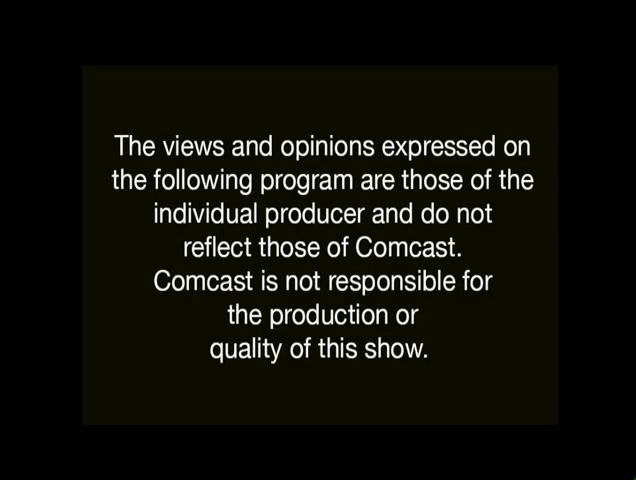 The views and opinions expressed on
the following program are those of the
individual producer and do not
reflect those of Comcast.
Comcast is not responsible for
the production or
quality of this show.